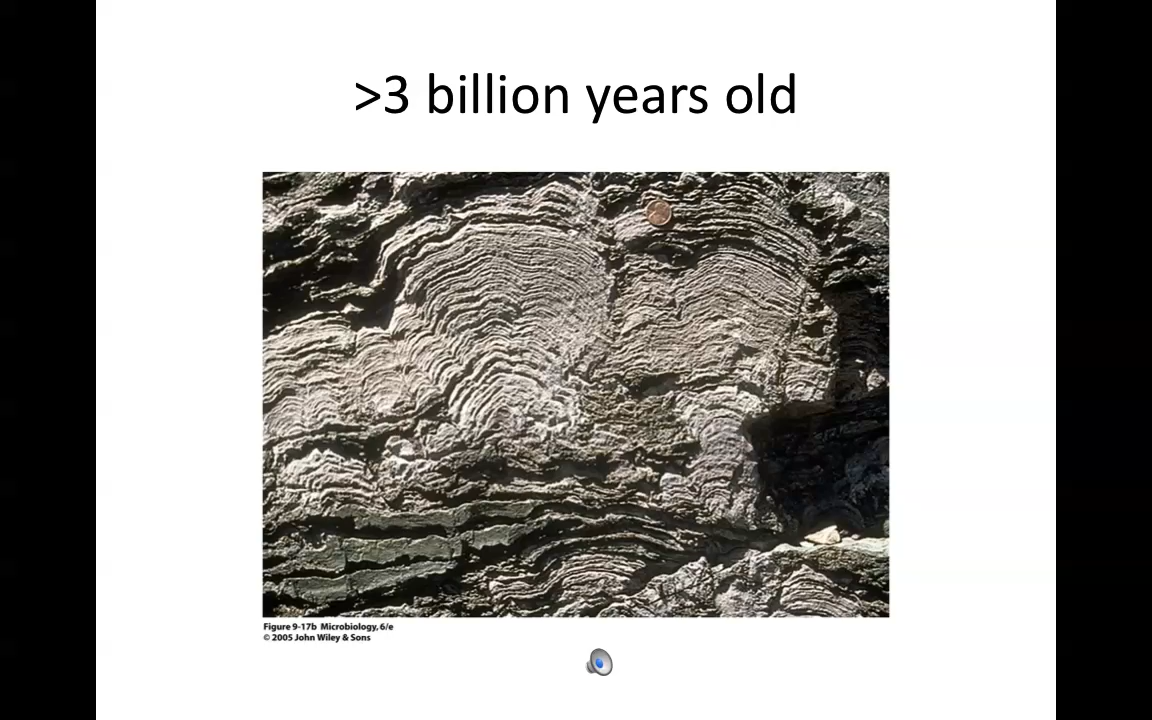 >3 billion years old
Figure 9-17b Microbiology, 6/e
© 2005 John Wiley & Sons